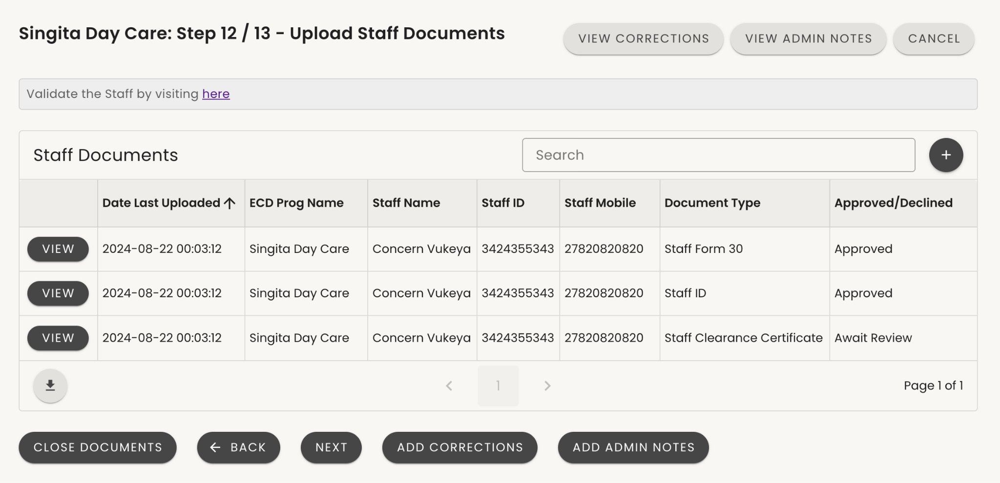 Singita Day Care: Step 12 / 13 - Upload Staff Documents
VIEW CORRECTIONS
VIEW ADMIN NOTES
CANCEL
Validate the Staff by visiting here
Staff Documents
Search
+
Date Last Uploaded ECD Prog Name Staff Name Staff ID Staff Mobile Document Type Approved/Declined
VIEW 2024-08-22 00:03:12 Singita Day Care Concern Vukeya 3424355343 27820820820 Staff Form 30 Approved
VIEW 2024-08-22 00:03:12 Singita Day Care Concern Vukeya 3424355343 27820820820 Staff ID Approved
VIEW 2024-08-22 00:03:12 Singita Day Care Concern Vukeya 3424355343 27820820820 Staff Clearance Certificate Await Review
1
Page 1 of 1
CLOSE DOCUMENTS
BACK
NEXT
ADD CORRECTIONS
ADD ADMIN NOTES